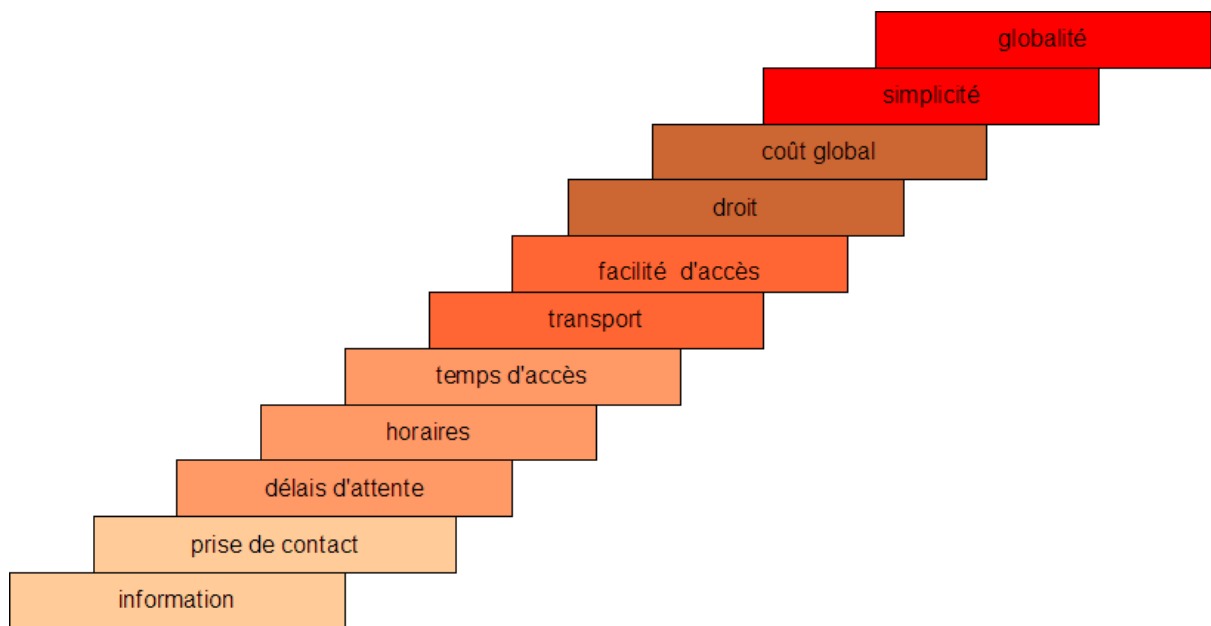 globalité
simplicité
coût global
droit
facilité d'accès
transport
temps d'accès
horaires
délais d'attente
prise de contact
information